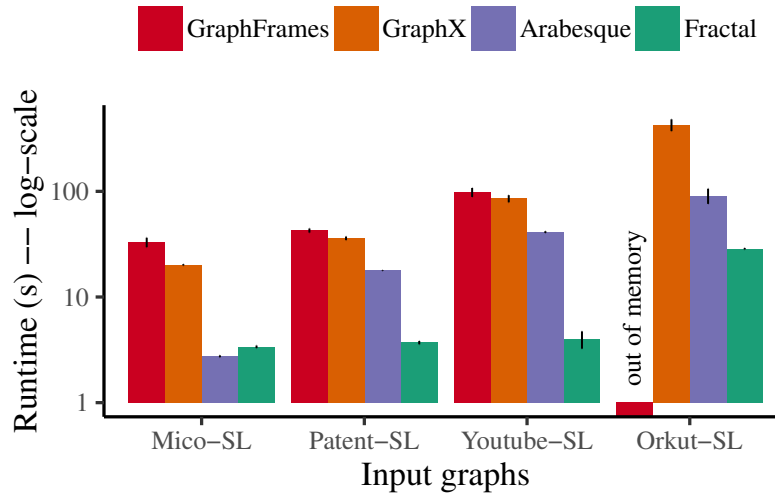 GraphFrames GraphX Arabesque Fractal
Runtime (s) −− log−scale
100
10
1
out of memory
Mico−SL Patent−SL Youtube−SL Orkut−SL
Input graphs